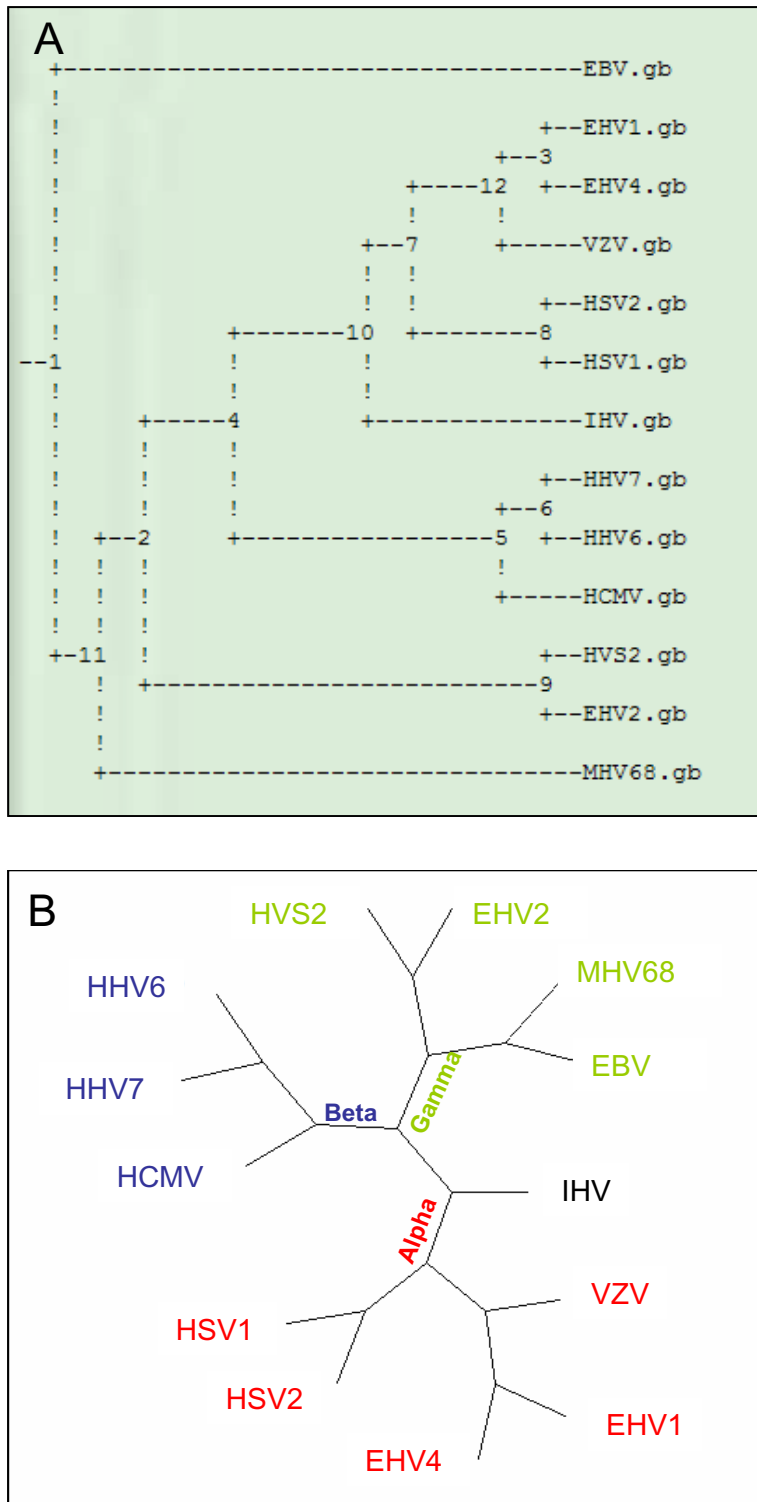 A
+-----------------------------------EBV.gb
!
! +--EHV1.gb
! +--3
! +----12 +--EHV4.gb
! ! !
! +--7 +-----VZV.gb
! ! !
! ! ! +--HSV2.gb
! +-------10 +--------8
--1 ! ! +--HSV1.gb
! ! !
! +-----4 +--------------IHV.gb
! ! !
! ! ! +--HHV7.gb
! ! ! +--6
! +--2 +-----------------5 +--HHV6.gb
! ! ! !
! ! ! +-----HCMV.gb
! ! !
+-11 ! +--HVS2.gb
! +--------------------------9
! +--EHV2.gb
!
+--------------------------------MHV68.gb
B
HVS2 EHV2
MHV68
HHV6
EBV
HHV7
Beta Gamma
HCMV
IHV
Alpha
VZV
HSV1
HSV2
EHV1
EHV4